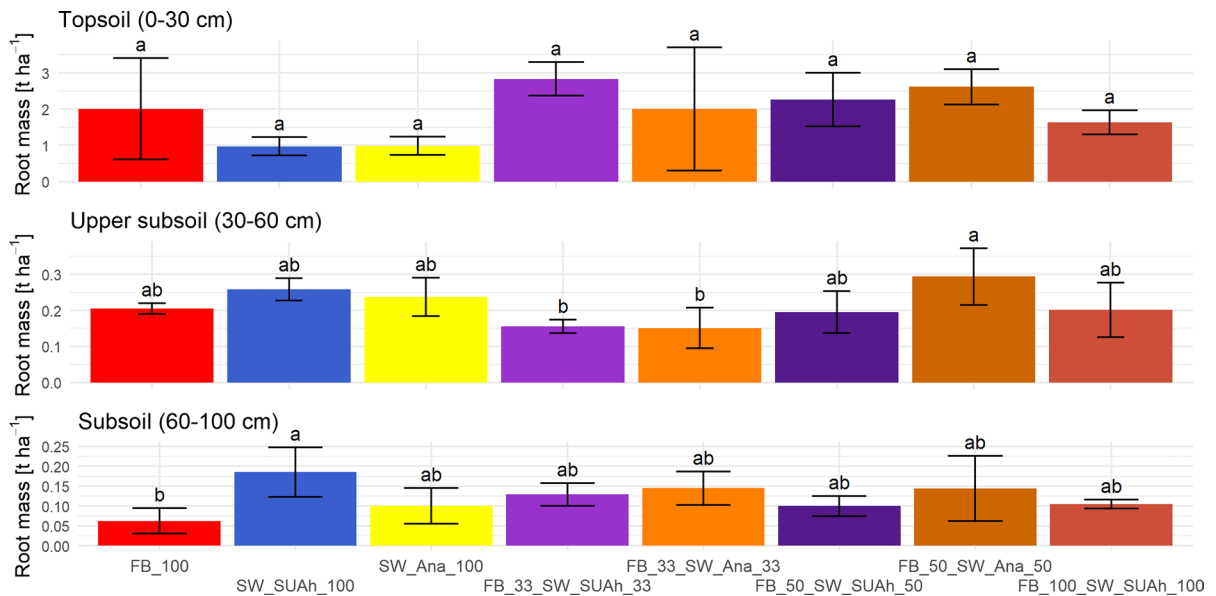 Topsoil (0-30 cm)
Root mass [t ha⁻¹]
3
2
1
0
a a a a a a a a
Upper subsoil (30-60 cm)
Root mass [t ha⁻¹]
0.3
0.2
0.1
0.0
ab ab ab b b ab a ab
Subsoil (60-100 cm)
Root mass [t ha⁻¹]
0.25
0.20
0.15
0.10
0.05
0.00
b a ab ab ab ab ab ab
FB_100 SW_Ana_100 FB_33_SW_Ana_33 FB_50_SW_Ana_50
SW_SUAh_100 FB_33_SW_SUAh_33 FB_50_SW_SUAh_50 FB_100_SW_SUAh_100